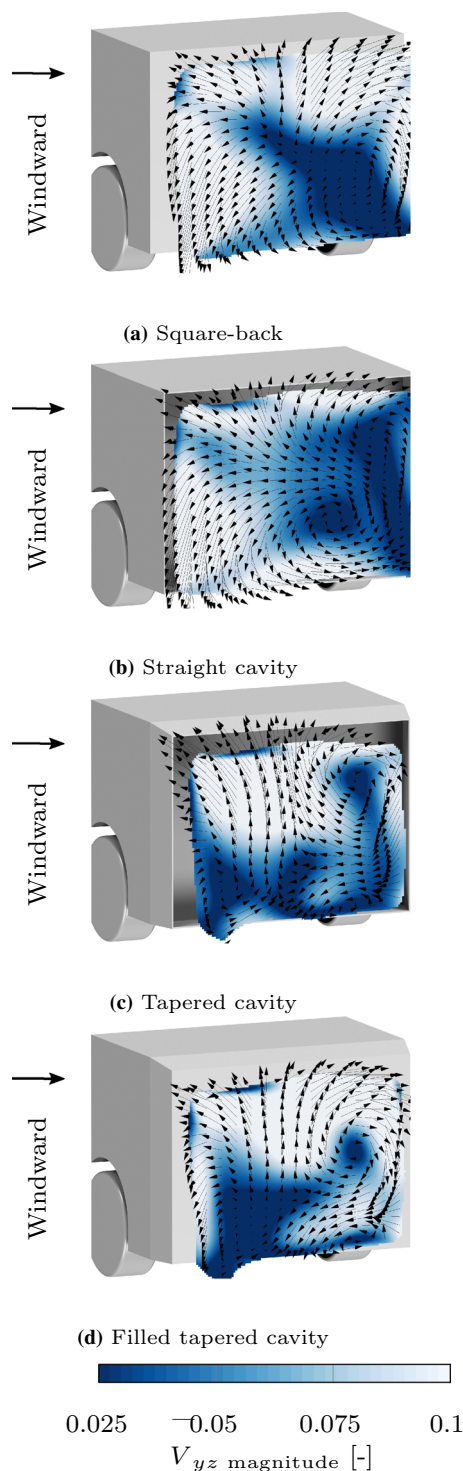 Windward
(a) Square-back
Windward
(b) Straight cavity
Windward
(c) Tapered cavity
Windward
(d) Filled tapered cavity
0.025 0.05 0.075 0.1
V̅yz magnitude [-]